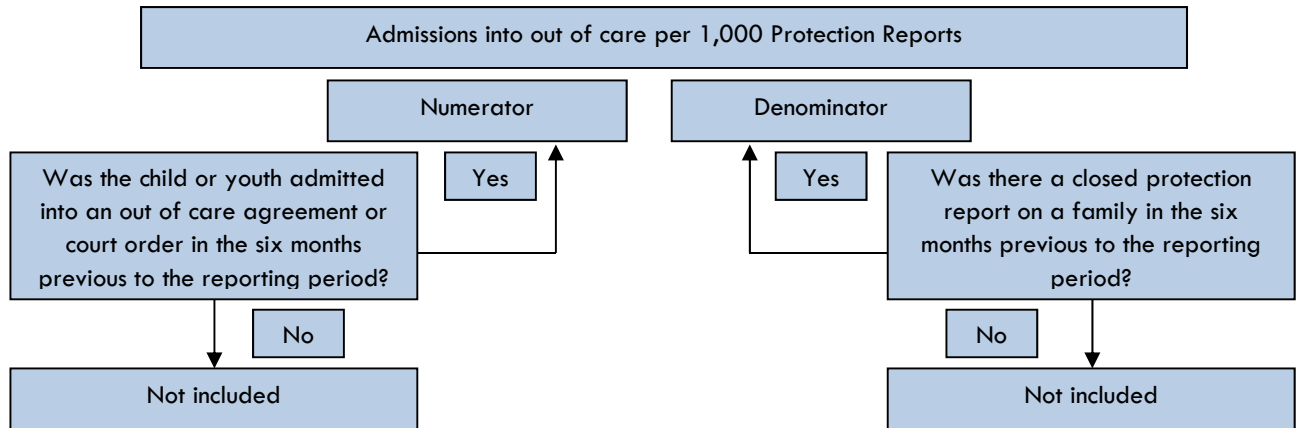 Admissions into out of care per 1,000 Protection Reports
Numerator
Denominator
Yes
Yes
Was the child or youth admitted
into an out of care agreement or
court order in the six months
previous to the reporting period?
Was there a closed protection
report on a family in the six
months previous to the reporting
period?
No
No
Not included
Not included